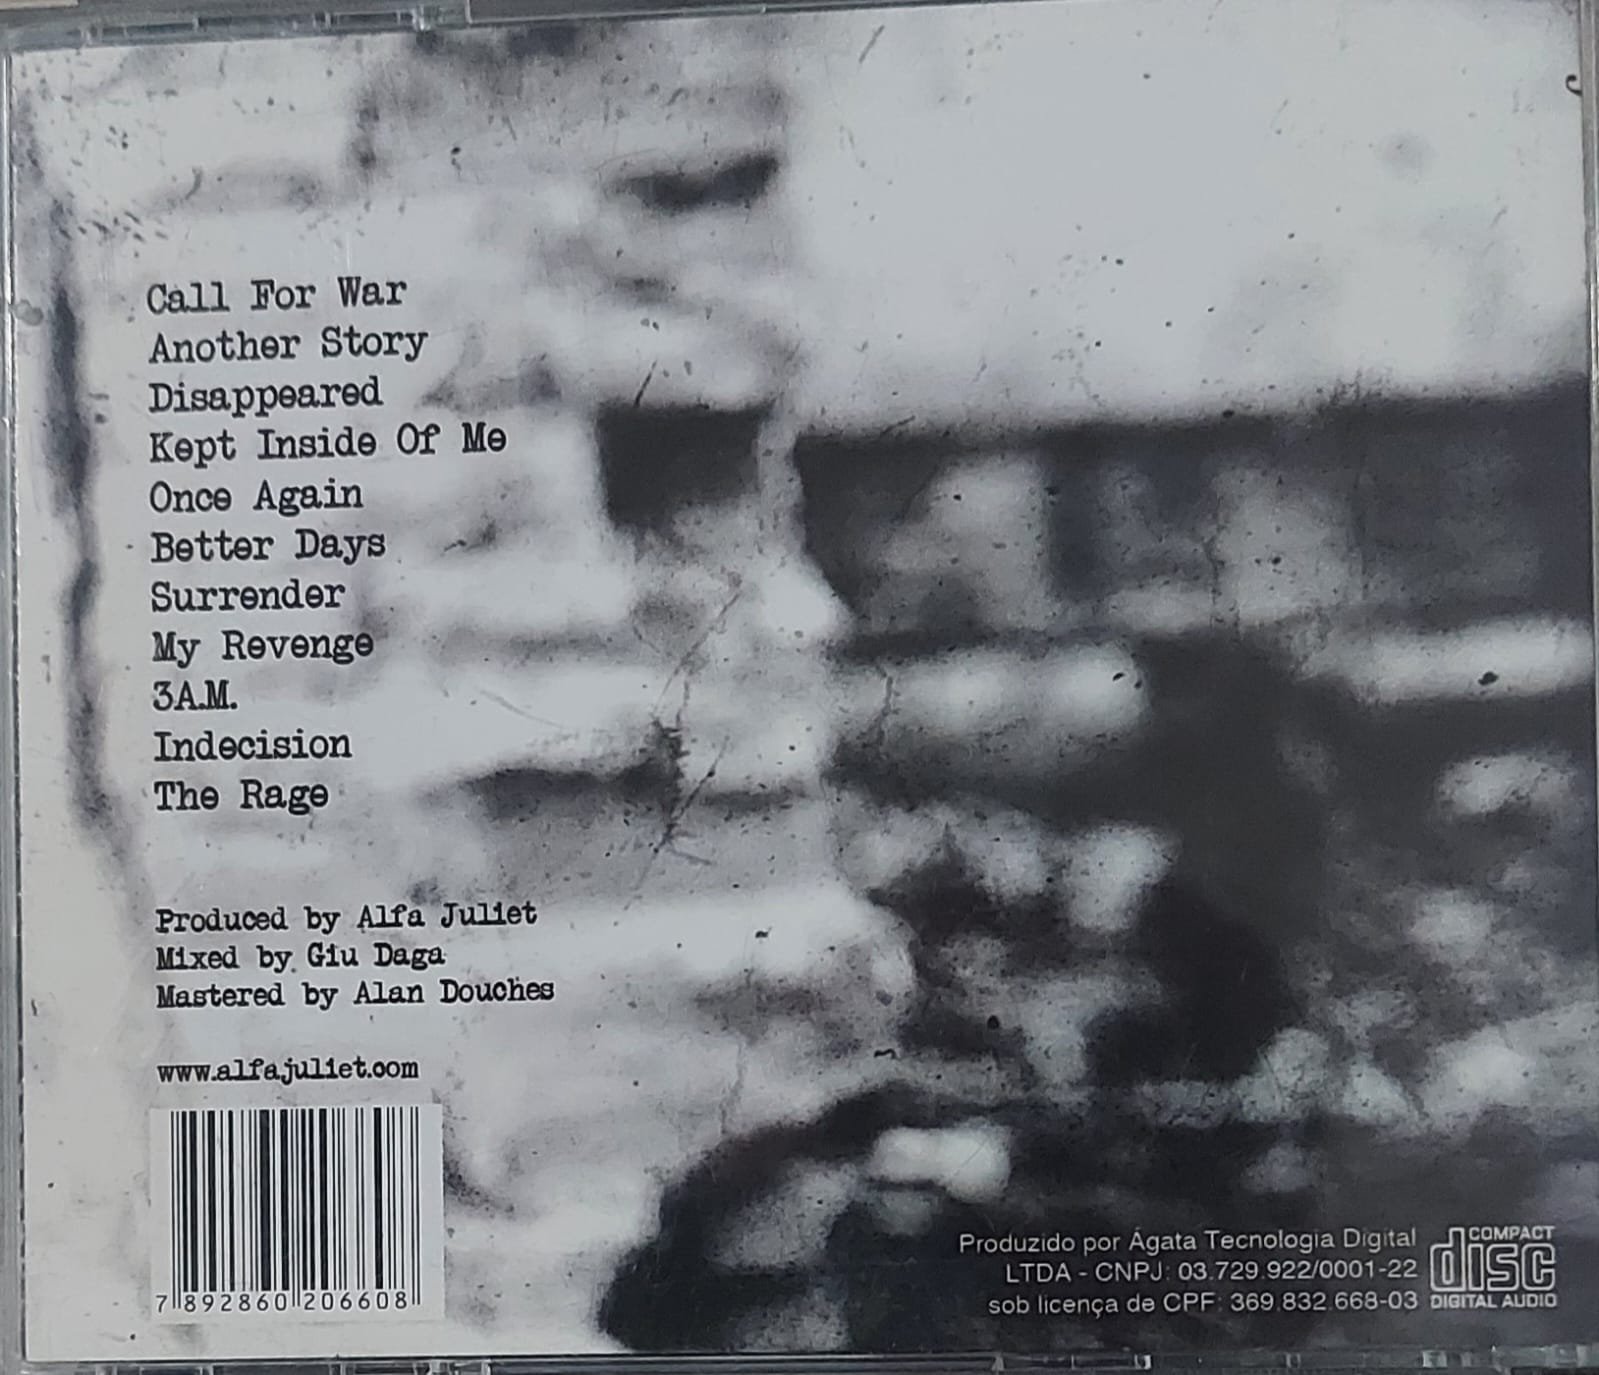 Call For War
Another Story
Disappeared
Kept Inside Of Me
Once Again
Better Days
Surrender
My Revenge
3A.M.
Indecision
The Rage
Produced by Alfa Juliet
Mixed by Giu Daga
Mastered by Alan Douches
www.alfajuliet.com
7 892860 206608
Produzido por Ágata Tecnologia Digital
LTDA - CNPJ: 03.729.922/0001-22
sob licença de CPF: 369.832.668-03
COMPACT
disc
DIGITAL AUDIO